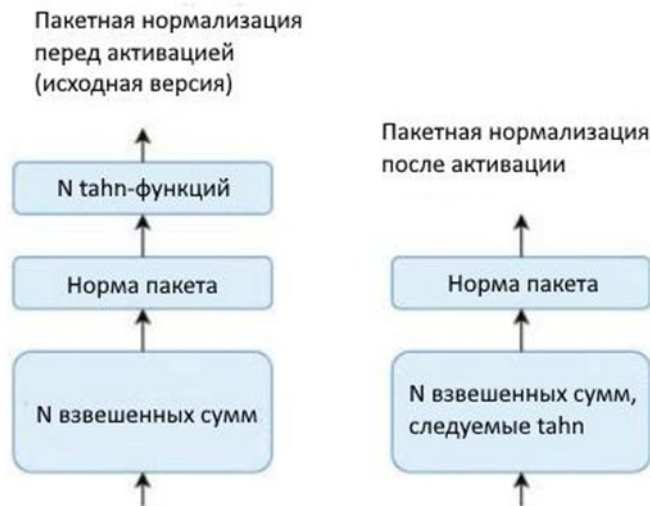 Пакетная нормализация
перед активацией
(исходная версия)
N tahn-функций
Норма пакета
N взвешенных сумм
Пакетная нормализация
после активации
Норма пакета
N взвешенных сумм,
следуемые tahn